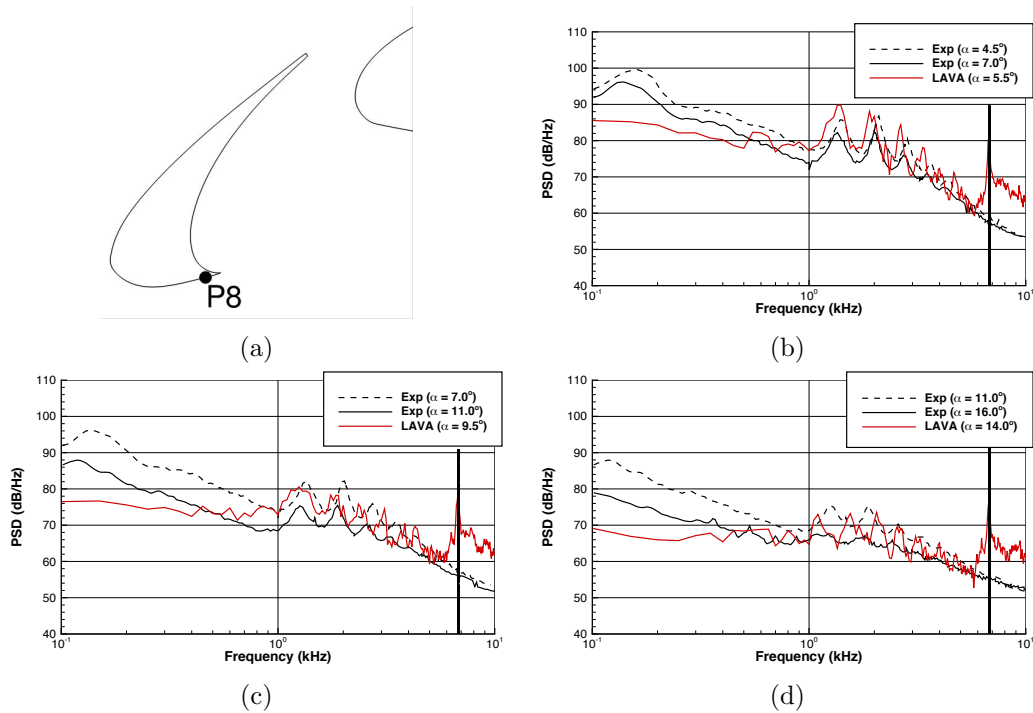 P8
(a)
PSD (dB/Hz)
110
100
90
80
70
60
50
40
Exp (α = 4.5°)
Exp (α = 7.0°)
LAVA (α = 5.5°)
10⁻¹ 10⁰ 10¹
Frequency (kHz)
(b)
PSD (dB/Hz)
110
100
90
80
70
60
50
40
Exp (α = 7.0°)
Exp (α = 11.0°)
LAVA (α = 9.5°)
10⁻¹ 10⁰ 10¹
Frequency (kHz)
(c)
PSD (dB/Hz)
110
100
90
80
70
60
50
40
Exp (α = 11.0°)
Exp (α = 16.0°)
LAVA (α = 14.0°)
10⁻¹ 10⁰ 10¹
Frequency (kHz)
(d)